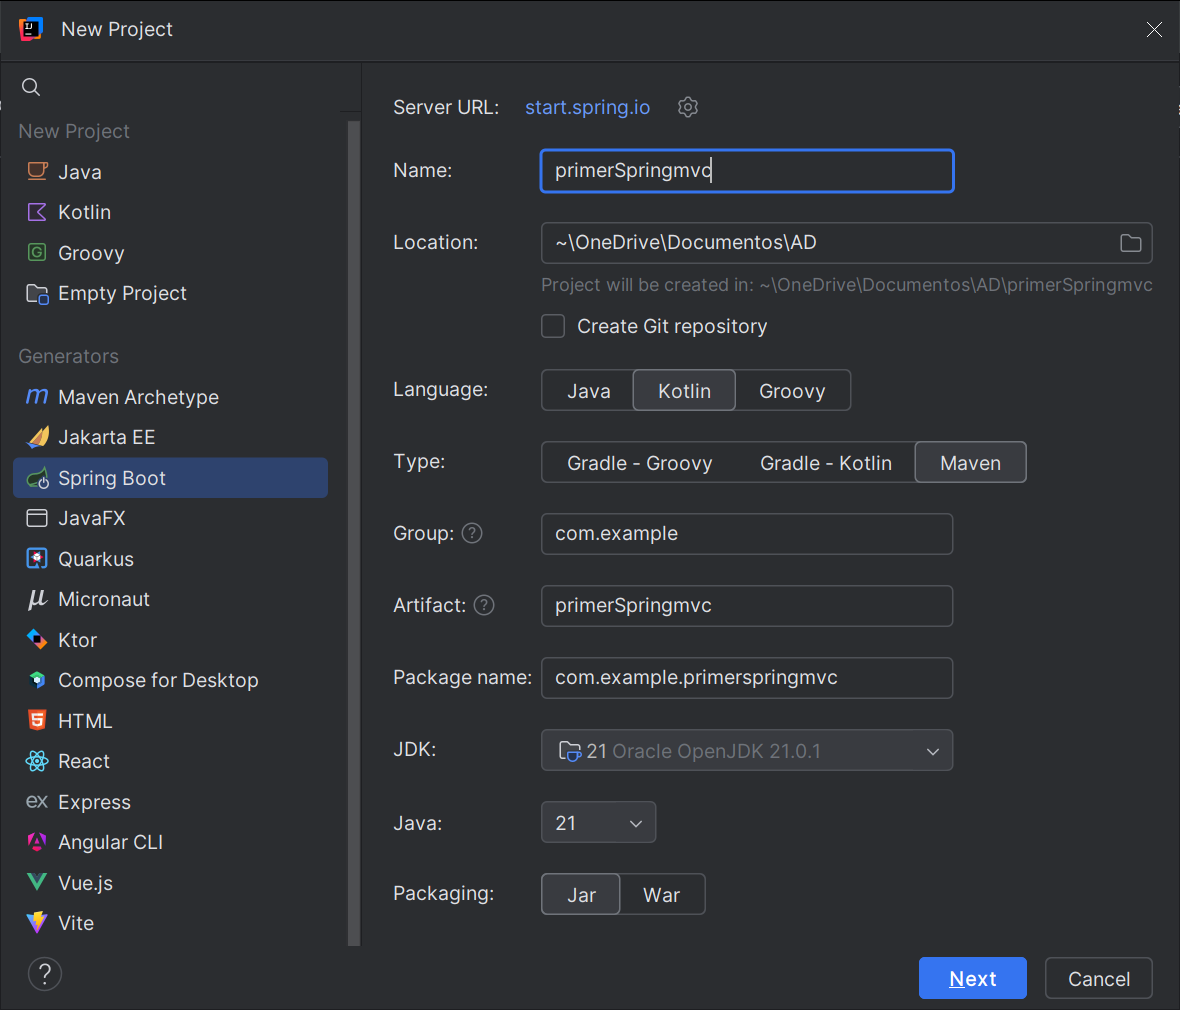 New Project
New Project
Java
Kotlin
Groovy
Empty Project
Generators
Maven Archetype
Jakarta EE
Spring Boot
JavaFX
Quarkus
Micronaut
Ktor
Compose for Desktop
HTML
React
ex Express
Angular CLI
Vue.js
Vite
Server URL: start.spring.io
Name: primerSpringmvc
Location: ~\OneDrive\Documentos\AD
Project will be created in: ~\OneDrive\Documentos\AD\primerSpringmvc
Create Git repository
Language: Java Kotlin Groovy
Type: Gradle - Groovy Gradle - Kotlin Maven
Group: ? com.example
Artifact: ? primerSpringmvc
Package name: com.example.primerspringmvc
JDK: 21 Oracle OpenJDK 21.0.1
Java: 21
Packaging: Jar War
? Next Cancel